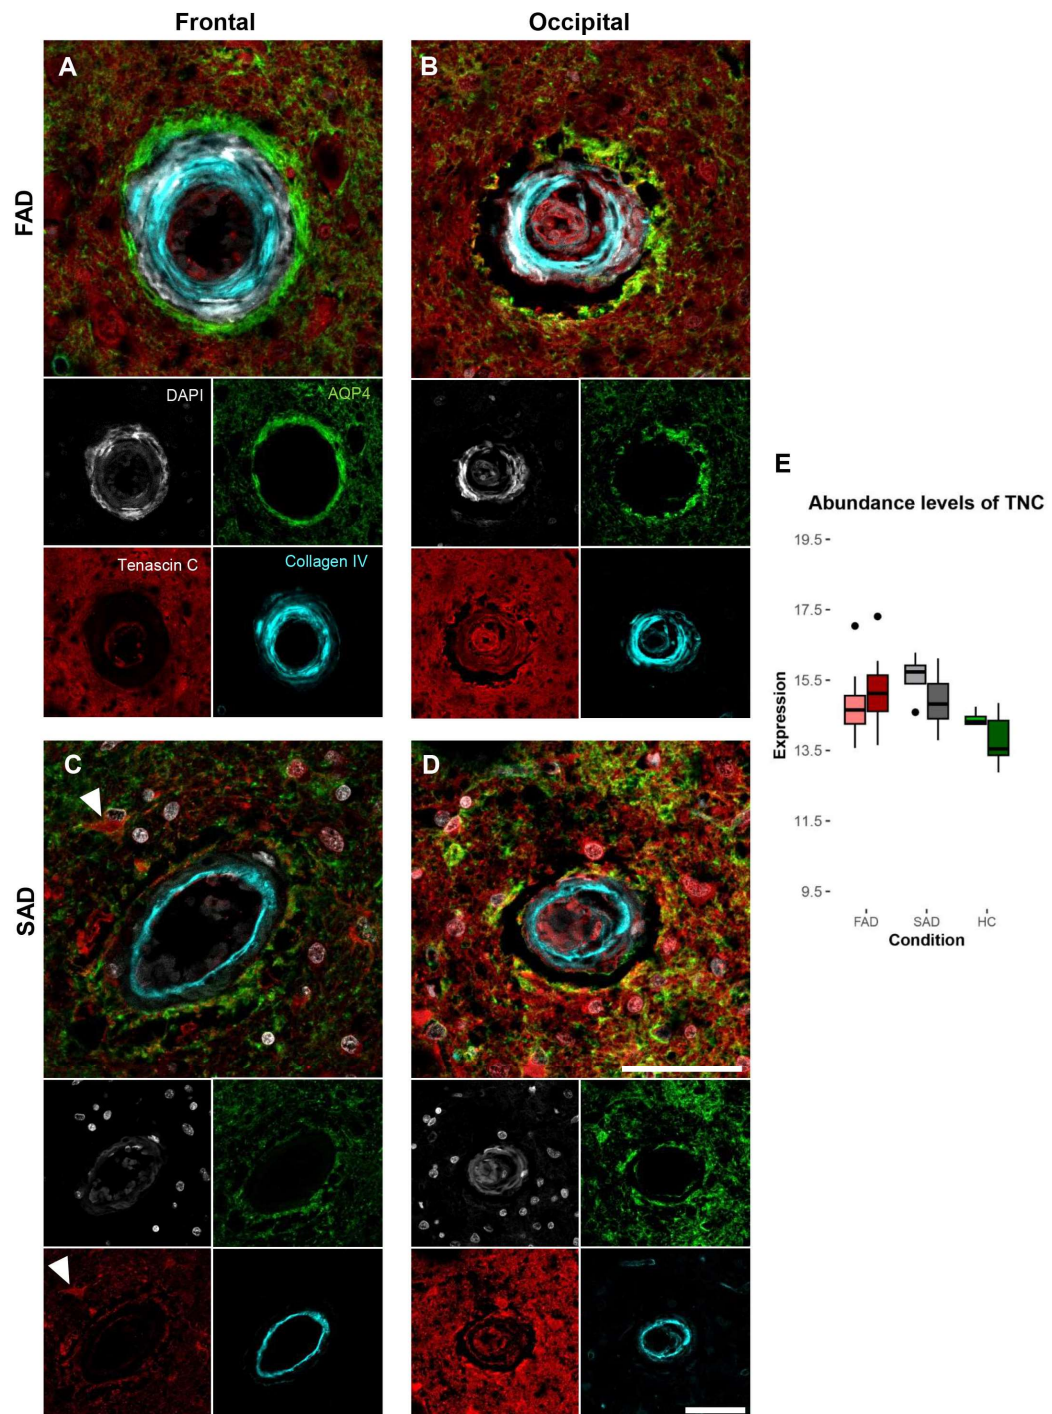 Frontal
Occipital
FAD
A
B
DAPI
AQP4
Tenascin C
Collagen IV
SAD
C
D
E
Abundance levels of TNC
Expression
19.5
17.5
15.5
13.5
11.5
9.5
FAD
SAD
HC
Condition